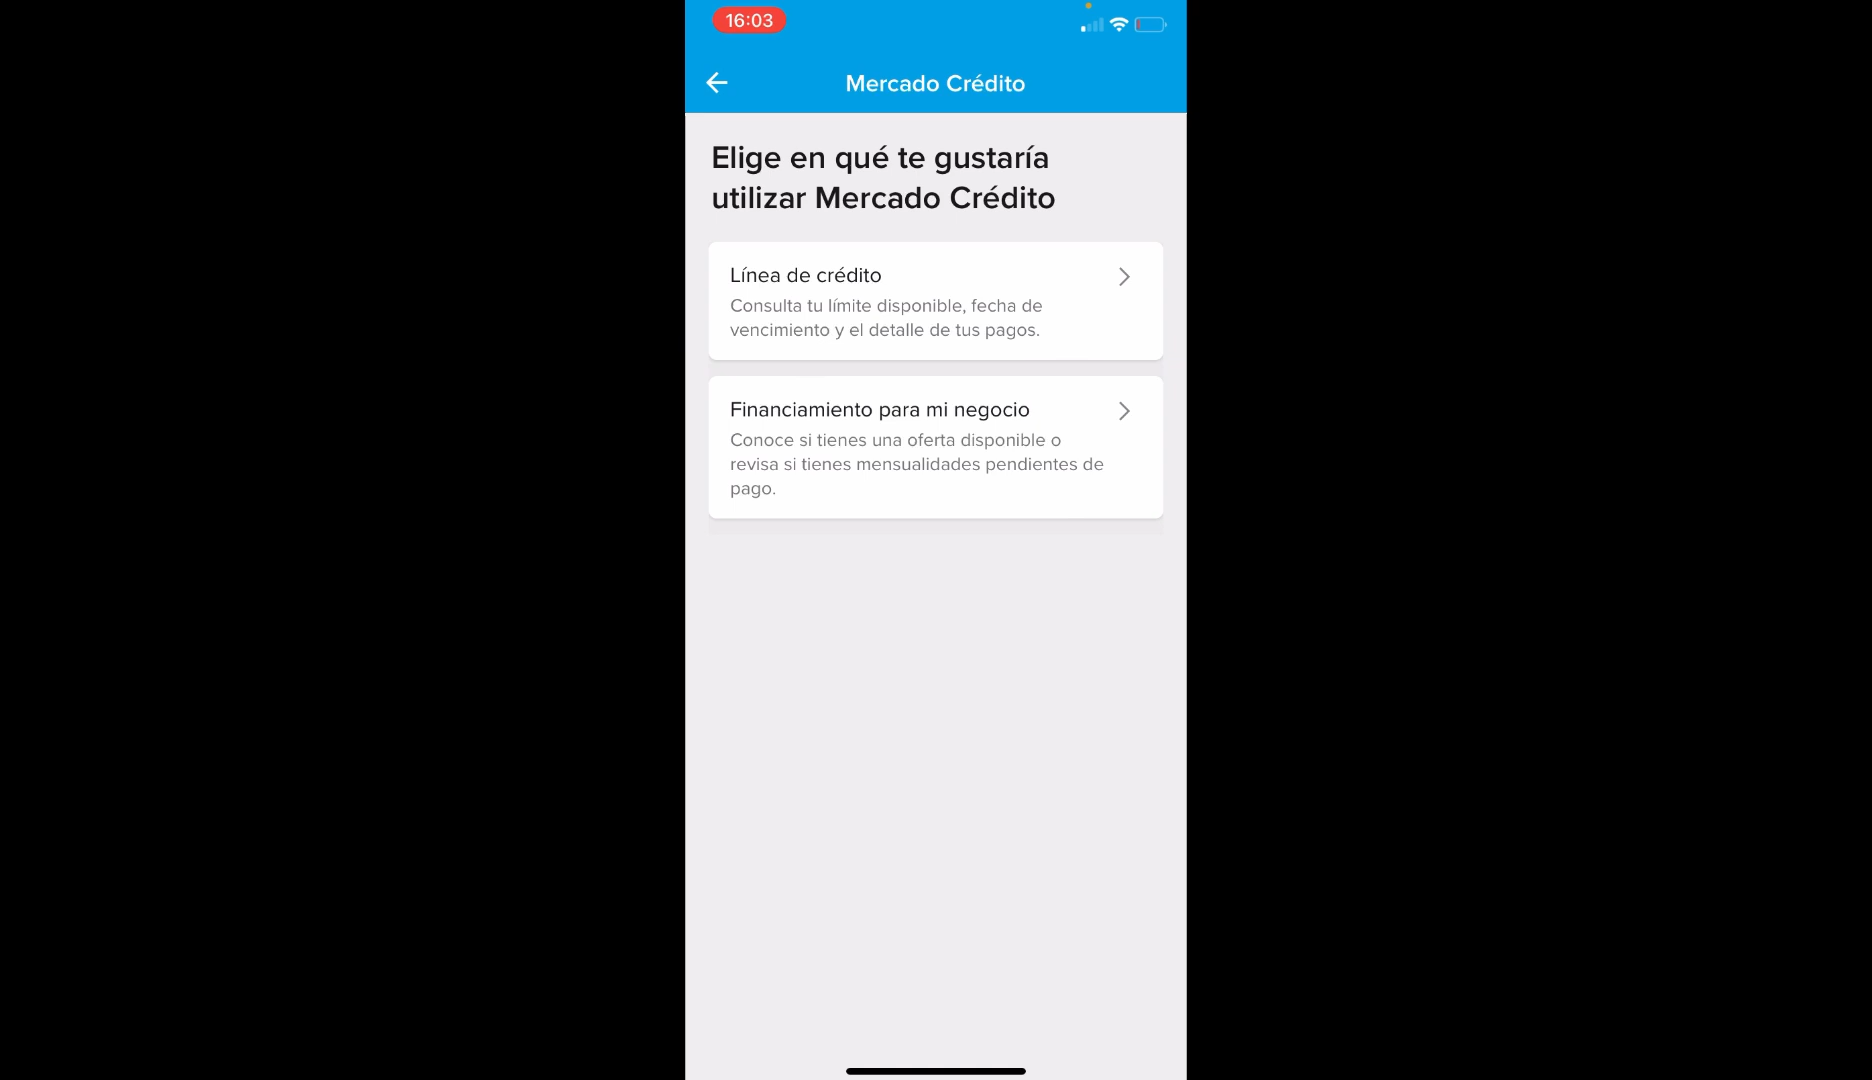 16:03
Mercado Crédito
Elige en qué te gustaría
utilizar Mercado Crédito
Línea de crédito
Consulta tu límite disponible, fecha de
vencimiento y el detalle de tus pagos.
Financiamiento para mi negocio
Conoce si tienes una oferta disponible o
revisa si tienes mensualidades pendientes de
pago.